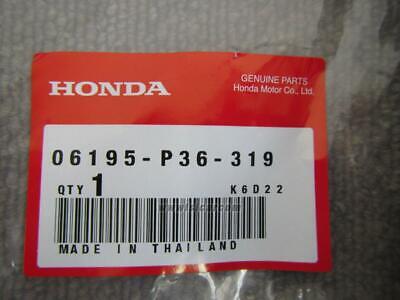 HONDA
GENUINE PARTS
Honda Motor Co., Ltd.
06195-P36-319
QTY 1 K6D22
MADE IN THAILAND